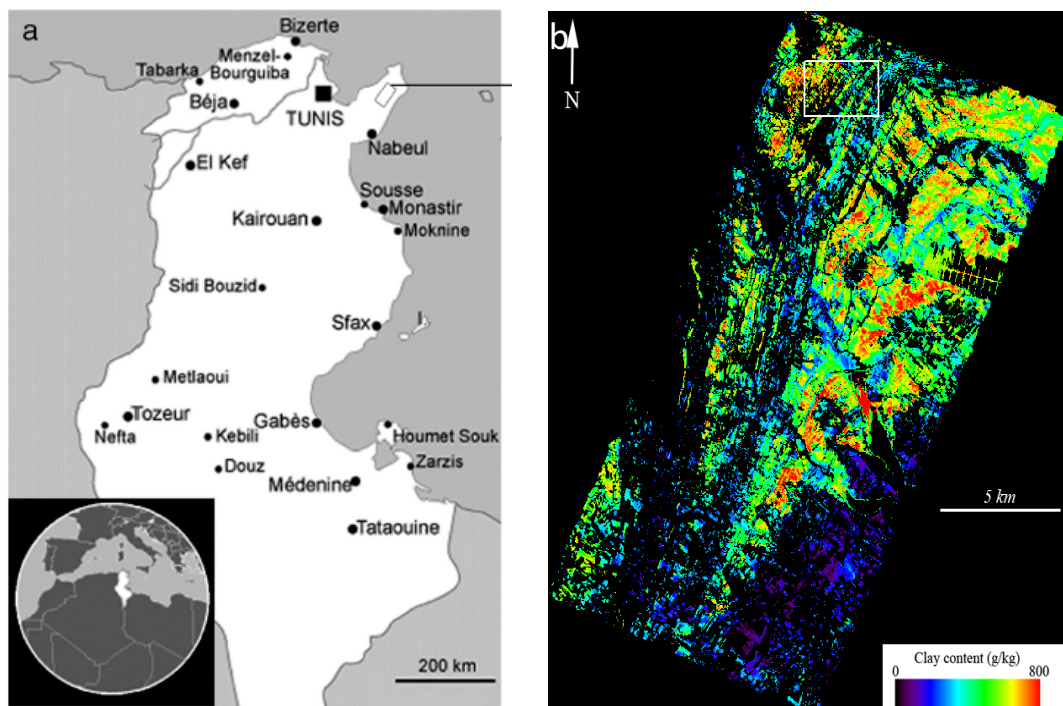 a
Bizerte
Menzel-
Bourguiba
Tabarka
Béja
TUNIS
Nabeul
El Kef
Sousse
Monastir
Kairouan
Moknine
Sidi Bouzid
Sfax
Metlaoui
Tozeur
Gabès
Nefta
Kebili
Houmet Souk
Douz
Zarzis
Médenine
Tataouine
200 km
b
N
5 km
Clay content (g/kg)
0 800